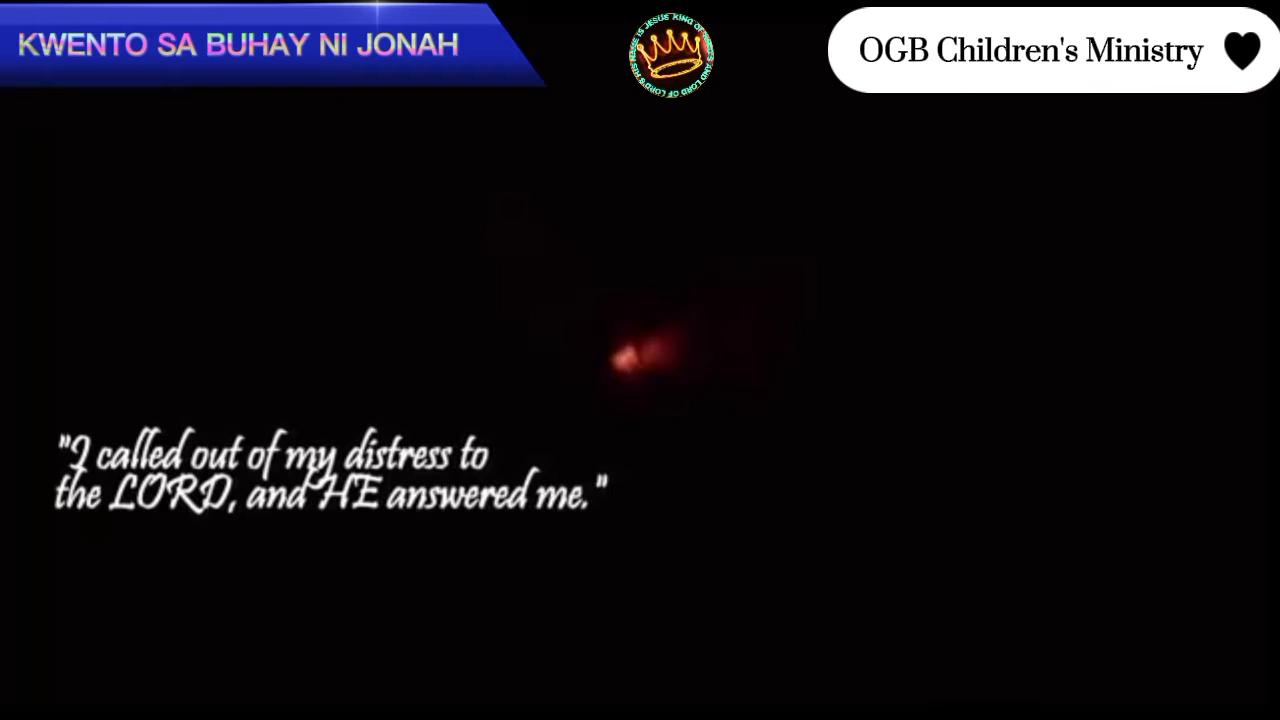 KWENTO SA BUHAY NI JONAH
OGB Children's Ministry
"I called out of my distress to
the LORD, and HE answered me."